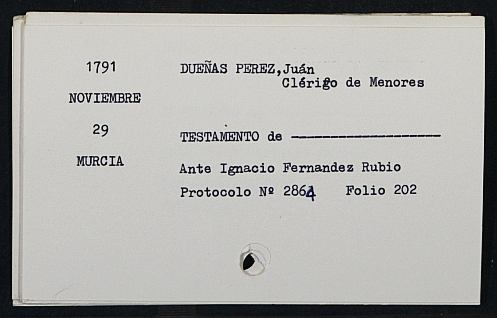 1791
DUEÑAS PEREZ, Juán
Clérigo de Menores
NOVIEMBRE
29
TESTAMENTO de -------------------
MURCIA
Ante Ignacio Fernandez Rubio
Protocolo Nº 2864 Folio 202